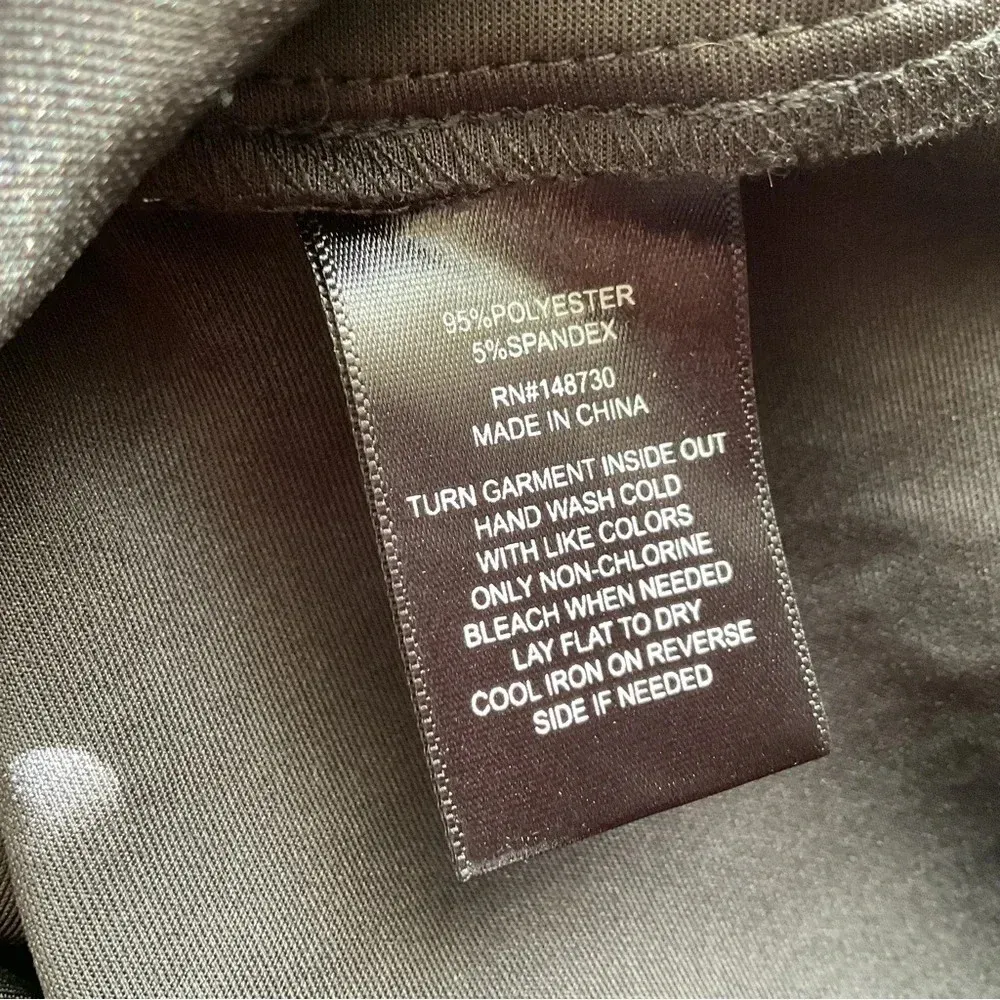 95%POLYESTER
5%SPANDEX
RN#148730
MADE IN CHINA
TURN GARMENT INSIDE OUT
HAND WASH COLD
WITH LIKE COLORS
ONLY NON-CHLORINE
BLEACH WHEN NEEDED
LAY FLAT TO DRY
COOL IRON ON REVERSE
SIDE IF NEEDED